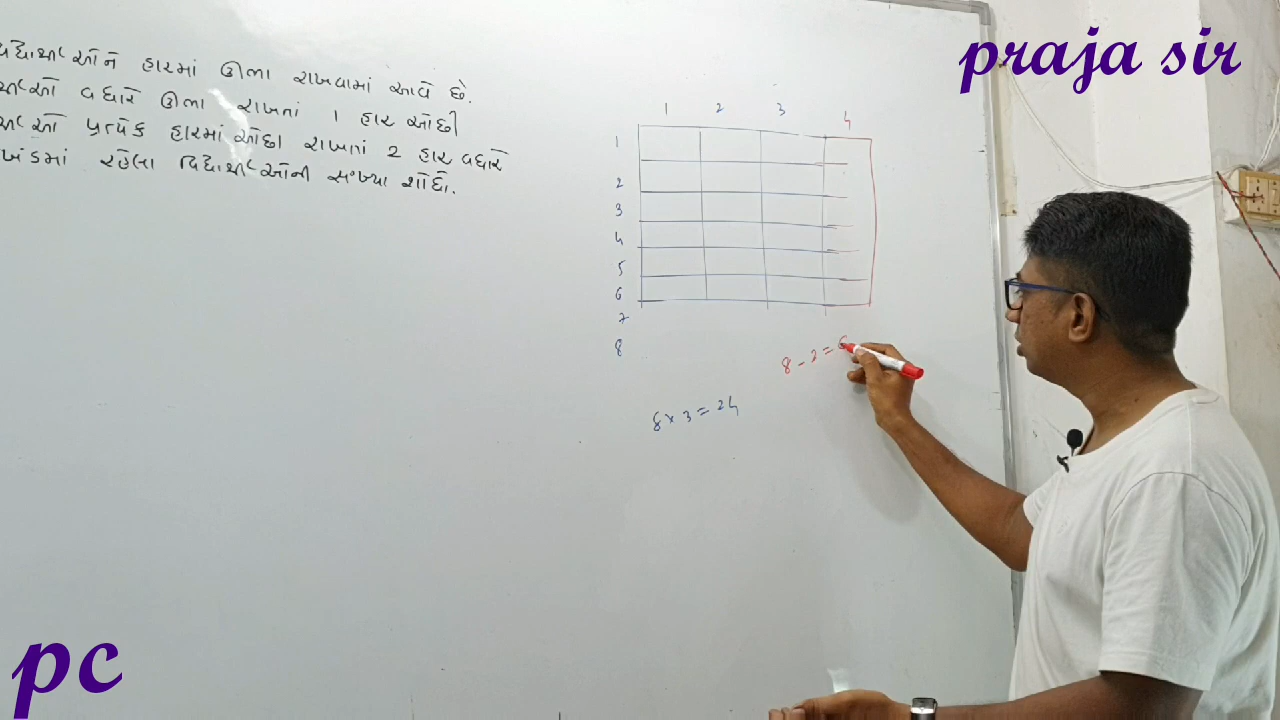 praja sir
હારમાં ઊભા રાખવામાં આવે છે.
વધારે ઊભા રાખતાં 1 હાર ઓછી
પ્રત્યેક હારમાં ઓછા રાખતાં 2 હાર વધારે
રહેલા વિદ્યાર્થીઓની સંખ્યા શોધો.
1 2 3 4
1
2
3
4
5
6
7
8
8 - 2 = 6
8 × 3 = 24
pc